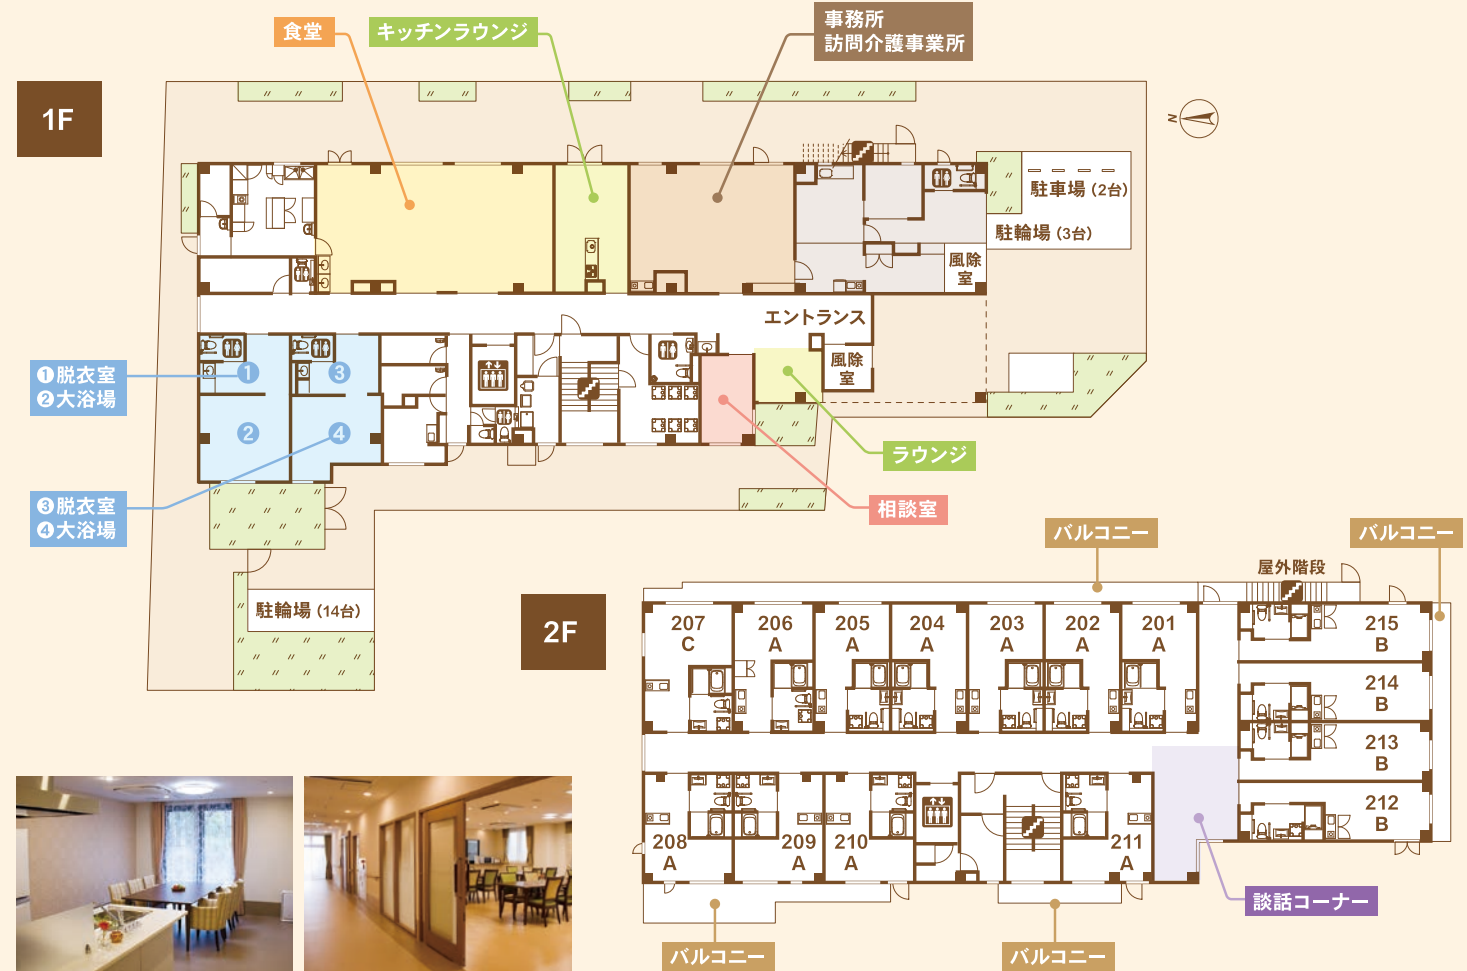 食堂
キッチンラウンジ
事務所
訪問介護事業所
1F
N
駐車場(2台)
駐輪場(3台)
風除
室
エントランス
風除
室
❶脱衣室
❷大浴場
1
3
2
4
ラウンジ
❸脱衣室
❹大浴場
相談室
駐輪場(14台)
2F
バルコニー
バルコニー
屋外階段
207
C
206
A
205
A
204
A
203
A
202
A
201
A
215
B
214
B
213
B
212
B
208
A
209
A
210
A
211
A
談話コーナー
バルコニー
バルコニー